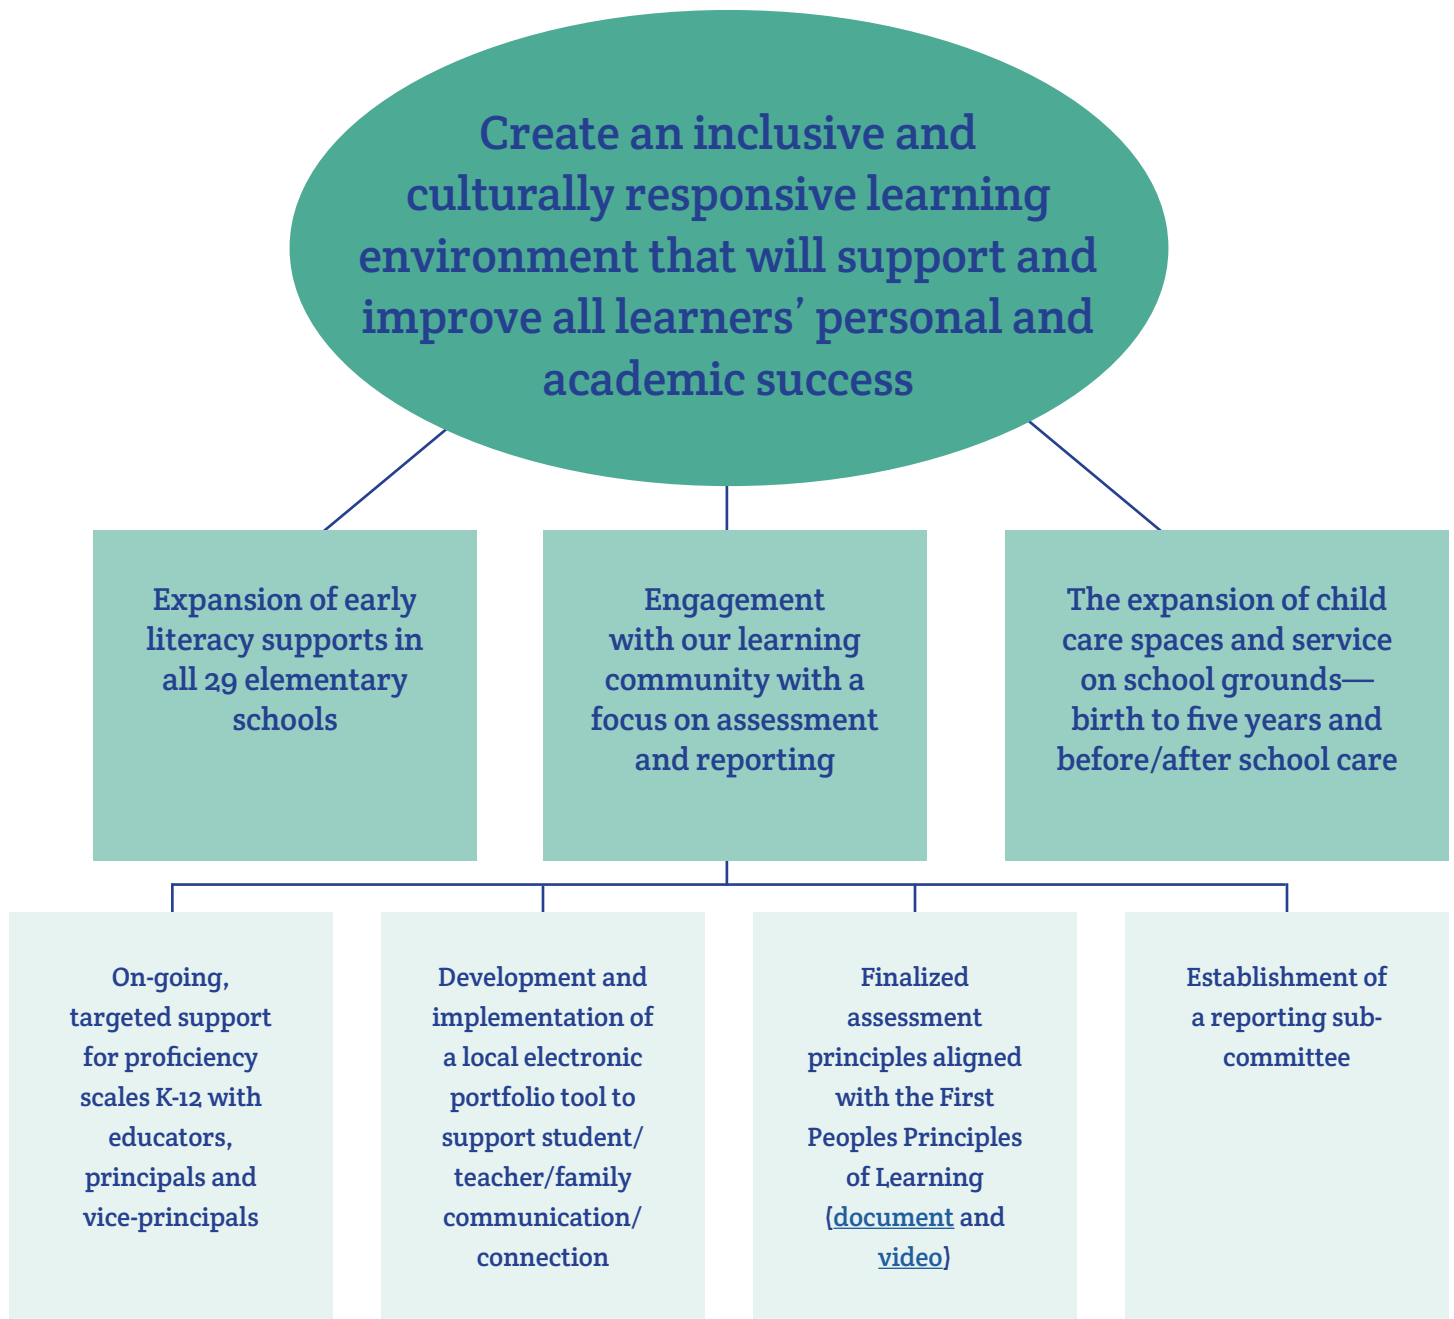 Create an inclusive and
culturally responsive learning
environment that will support and
improve all learners’ personal and
academic success
Expansion of early
literacy supports in
all 29 elementary
schools
Engagement
with our learning
community with a
focus on assessment
and reporting
The expansion of child
care spaces and service
on school grounds—
birth to five years and
before/after school care
On-going,
targeted support
for proficiency
scales K-12 with
educators,
principals and
vice-principals
Development and
implementation of
a local electronic
portfolio tool to
support student/
teacher/family
communication/
connection
Finalized
assessment
principles aligned
with the First
Peoples Principles
of Learning
(document and
video)
Establishment of
a reporting sub-
committee